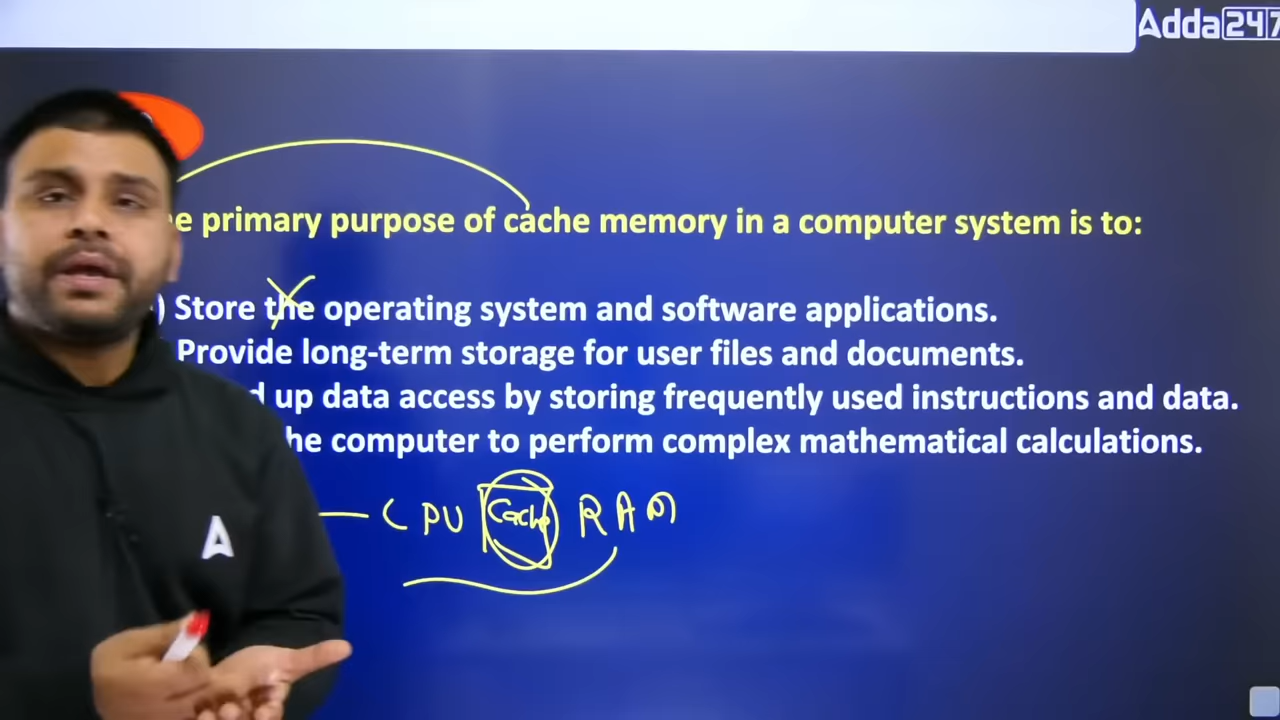 Adda247
e primary purpose of cache memory in a computer system is to:
) Store the operating system and software applications.
Provide long-term storage for user files and documents.
d up data access by storing frequently used instructions and data.
he computer to perform complex mathematical calculations.
CPU Cache RAM
A